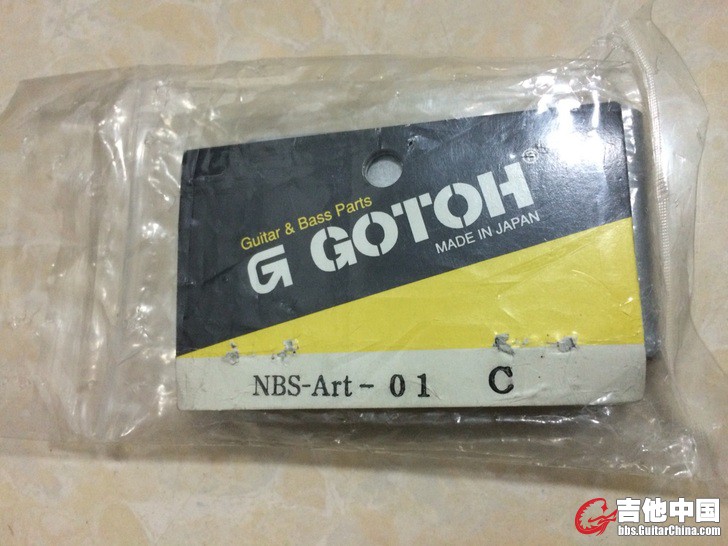 Guitar & Bass Parts
G GOTOH®
MADE IN JAPAN
NBS-Art-01 C
吉他中国
bbs.GuitarChina.com